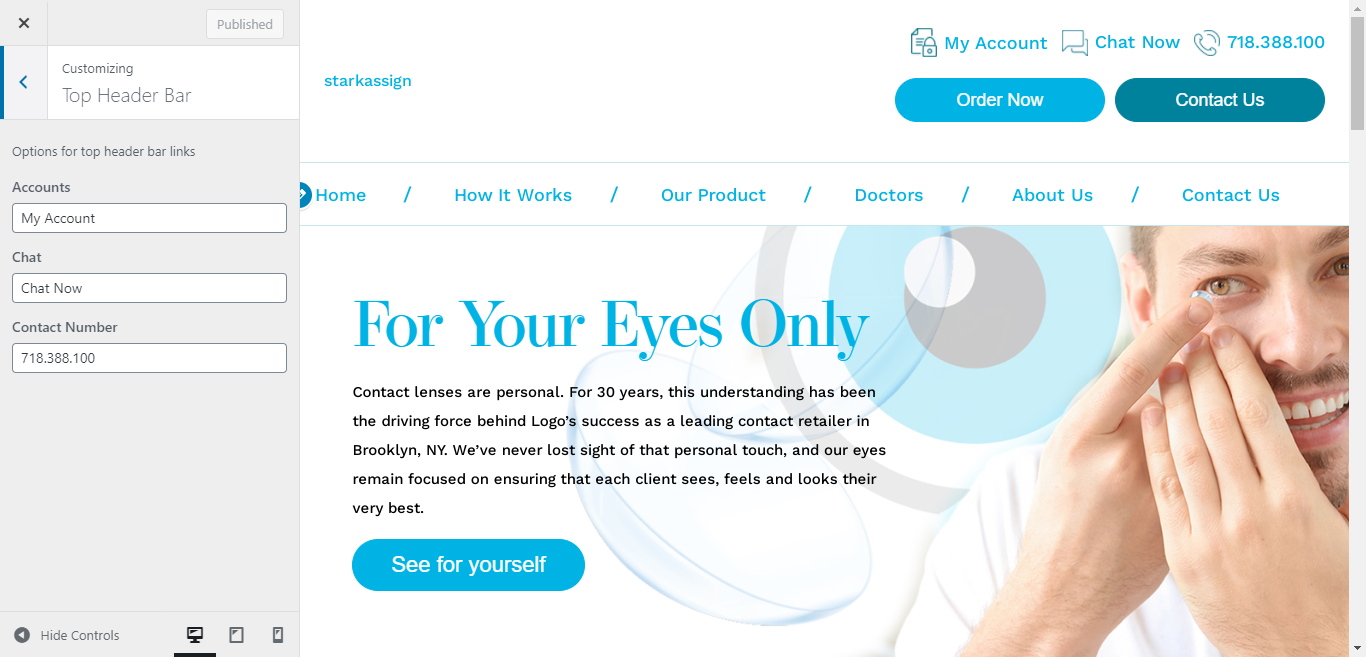 Published
Customizing
Top Header Bar
Options for top header bar links
Accounts
My Account
Chat
Chat Now
Contact Number
718.388.100
Hide Controls
My Account Chat Now 718.388.100
starkassign
Order Now Contact Us
Home / How It Works / Our Product / Doctors / About Us / Contact Us
For Your Eyes Only
Contact lenses are personal. For 30 years, this understanding has been
the driving force behind Logo’s success as a leading contact retailer in
Brooklyn, NY. We’ve never lost sight of that personal touch, and our eyes
remain focused on ensuring that each client sees, feels and looks their
very best.
See for yourself